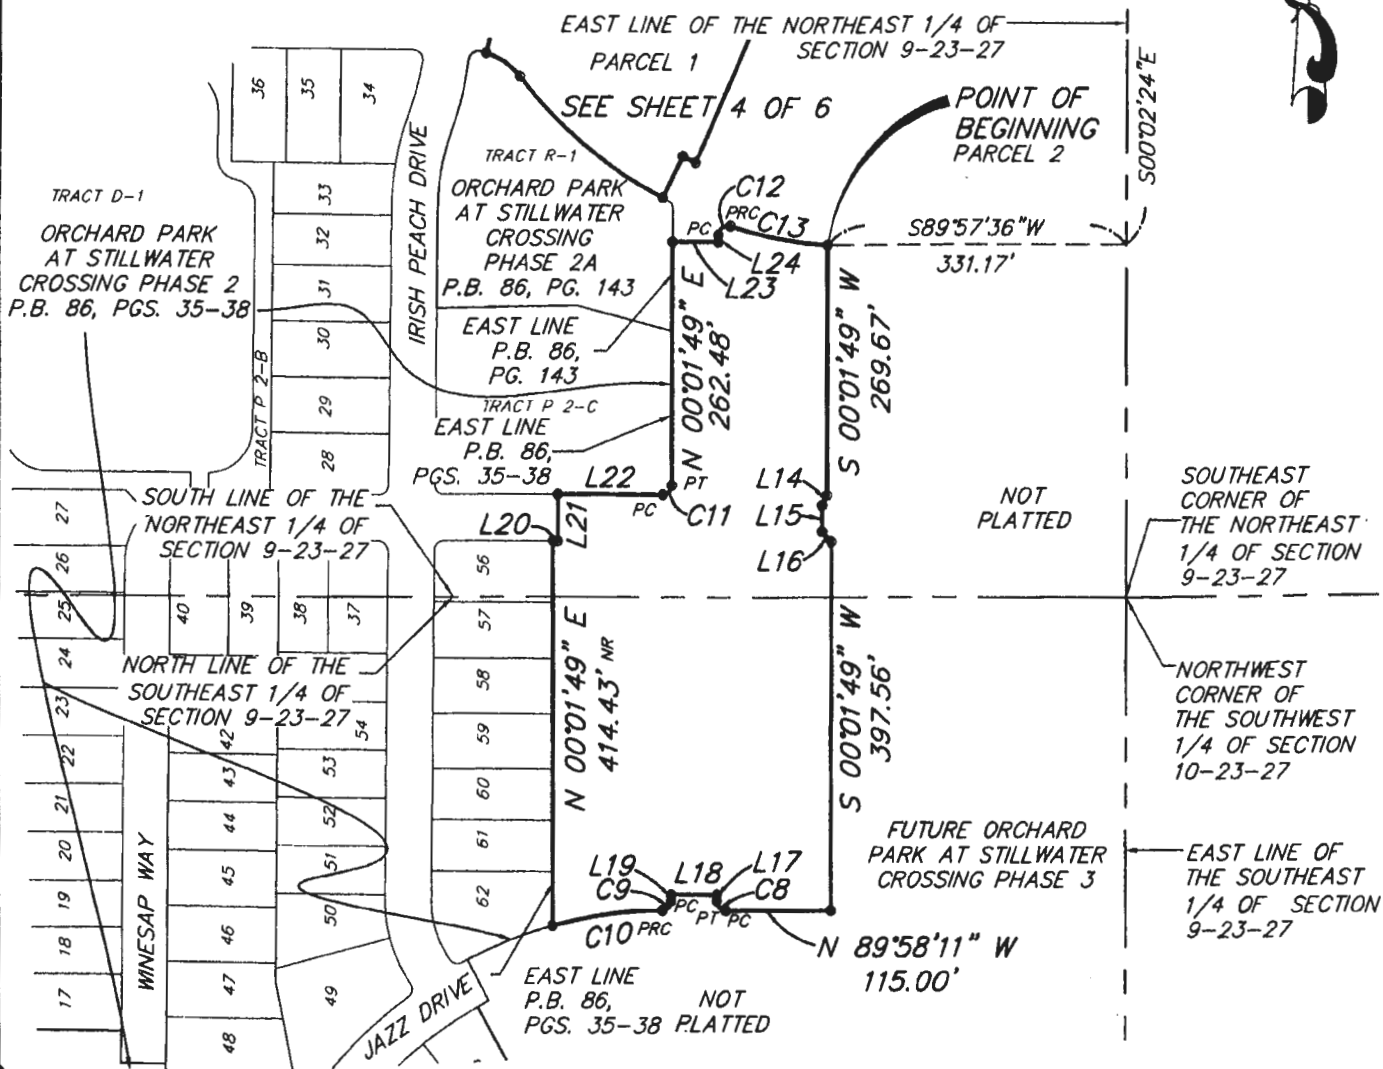 EAST LINE OF THE NORTHEAST 1/4 OF
SECTION 9-23-27
PARCEL 1
SEE SHEET 4 OF 6
POINT OF
BEGINNING
PARCEL 2
S00°02'24"E
36
35
34
IRISH PEACH DRIVE
TRACT R-1
ORCHARD PARK
AT STILLWATER
CROSSING
PHASE 2A
P.B. 86, PG. 143
TRACT D-1
ORCHARD PARK
AT STILLWATER
CROSSING PHASE 2
P.B. 86, PGS. 35-38
33
32
31
30
29
28
TRACT P 2-B
C12
PRC
C13
PC
L24
L23
S89°57'36"W
331.17'
EAST LINE
P.B. 86,
PG. 143
N 00°01'49" E
262.48'
S 00°01'49" W
269.67'
TRACT P 2-C
EAST LINE
P.B. 86,
PGS. 35-38
L22
PT
PC
C11
L14
L15
L16
NOT
PLATTED
SOUTHEAST
CORNER OF
THE NORTHEAST
1/4 OF SECTION
9-23-27
SOUTH LINE OF THE
NORTHEAST 1/4 OF
SECTION 9-23-27
L20
L21
27
26
25
24
23
22
21
20
19
18
17
40
39
38
37
56
57
58
59
60
61
62
NORTH LINE OF THE
SOUTHEAST 1/4 OF
SECTION 9-23-27
N 00°01'49" E
414.43' NR
S 00°01'49" W
397.56'
NORTHWEST
CORNER OF
THE SOUTHWEST
1/4 OF SECTION
10-23-27
42
43
44
45
46
47
48
54
53
52
51
50
49
WINESAP WAY
FUTURE ORCHARD
PARK AT STILLWATER
CROSSING PHASE 3
EAST LINE OF
THE SOUTHEAST
1/4 OF SECTION
9-23-27
L19
L18
L17
C9
C8
PC
PT
PC
C10
PRC
N 89°58'11" W
115.00'
EAST LINE
P.B. 86,
PGS. 35-38
NOT
PLATTED
JAZZ DRIVE